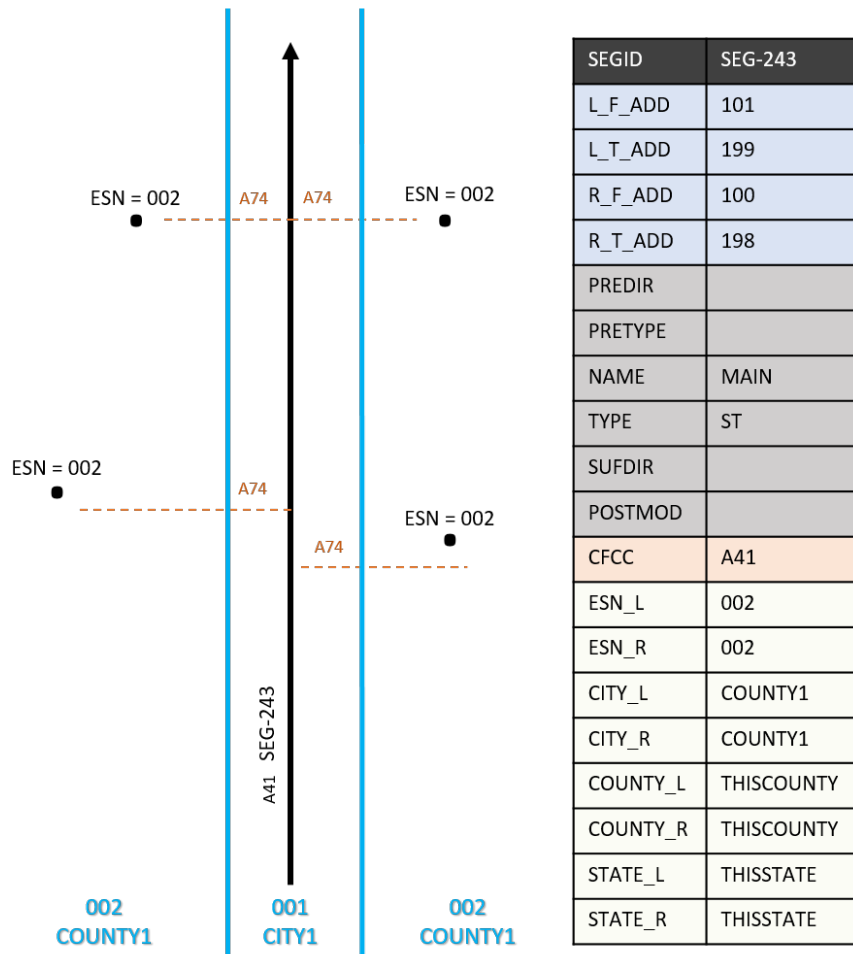 A74 A74
ESN = 002
ESN = 002
ESN = 002
A74
ESN = 002
A74
A41 SEG-243
002
COUNTY1
001
CITY1
002
COUNTY1
SEGID SEG-243
L_F_ADD 101
L_T_ADD 199
R_F_ADD 100
R_T_ADD 198
PREDIR
PRETYPE
NAME MAIN
TYPE ST
SUFDIR
POSTMOD
CFCC A41
ESN_L 002
ESN_R 002
CITY_L COUNTY1
CITY_R COUNTY1
COUNTY_L THISCOUNTY
COUNTY_R THISCOUNTY
STATE_L THISSTATE
STATE_R THISSTATE